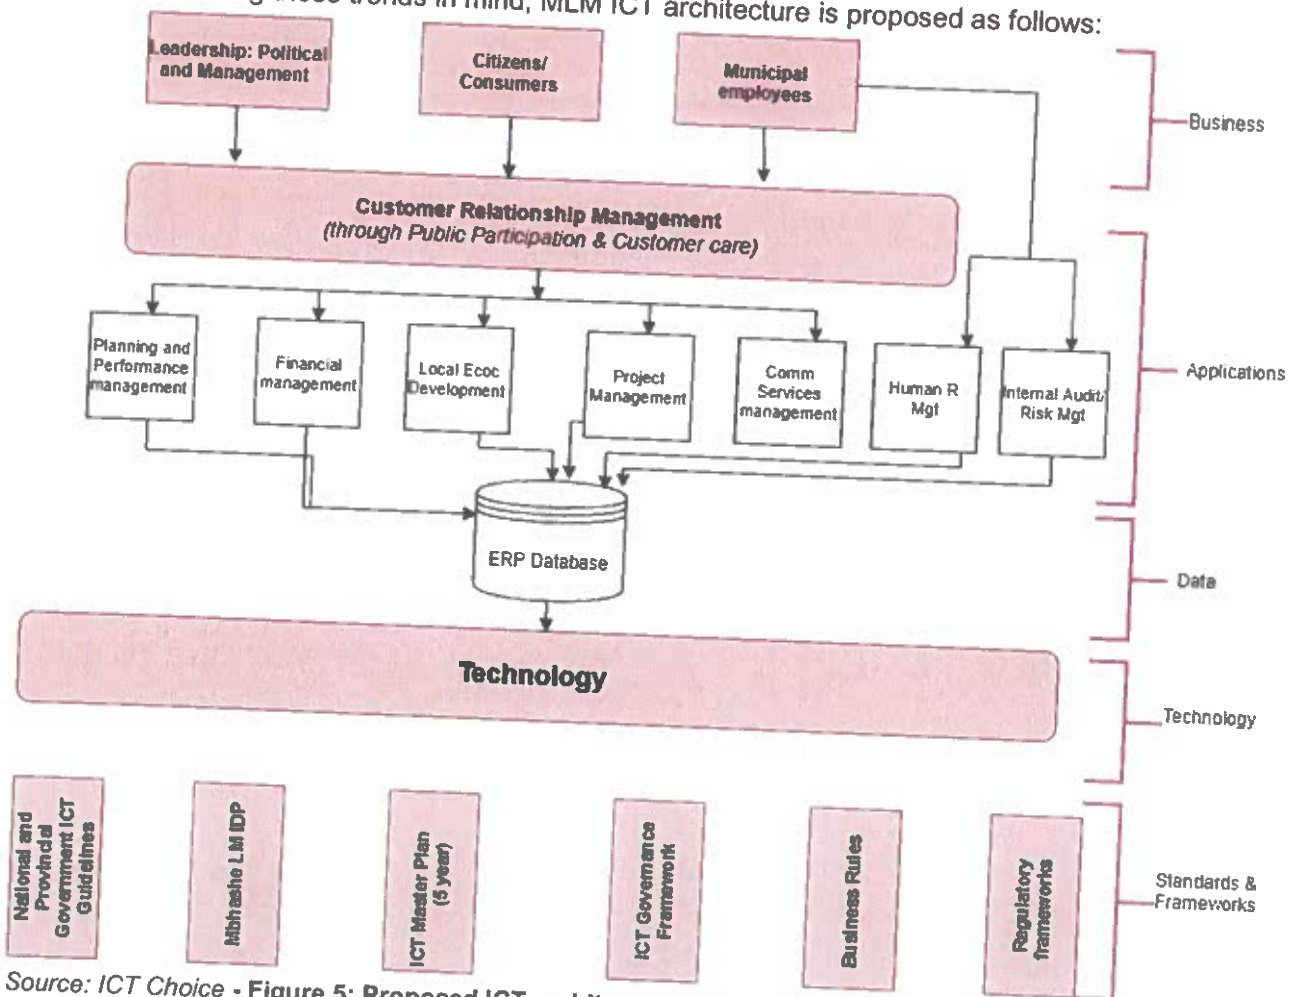 these trends in mind, MLM ICT architecture is proposed as follows:
Leadership: Political
and Management
Citizens/
Consumers
Municipal
employees
Business
Customer Relationship Management
(through Public Participation & Customer care)
Planning and
Performance
management
Financial
management
Local Ecoc
Development
Project
Management
Comm
Services
management
Human R
Mgt
Internal Audit/
Risk Mgt
Applications
ERP Database
Data
Technology
Technology
National and
Provincial
Government ICT
Guidelines
Mbhashe LM IDP
ICT Master Plan
(5 year)
ICT Governance
Framework
Business Rules
Regulatory
frameworks
Standards &
Frameworks
Source: ICT Choice - Figure 5: Proposed ICT